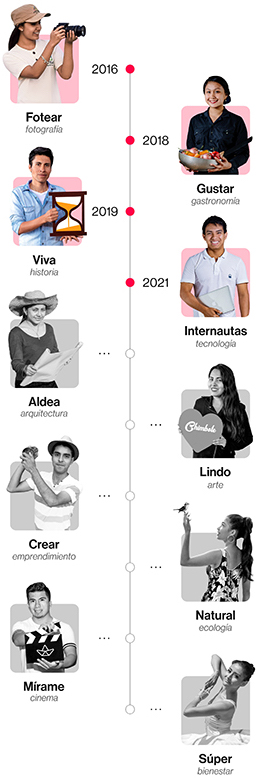 2016
Fotear
fotografía
2018
Gustar
gastronomía
2019
Viva
historia
2021
Internautas
tecnología
...
Aldea
arquitectura
...
Chimbolo
Lindo
arte
...
Crear
emprendimiento
...
Natural
ecología
...
Mírame
cinema
...
Súper
bienestar